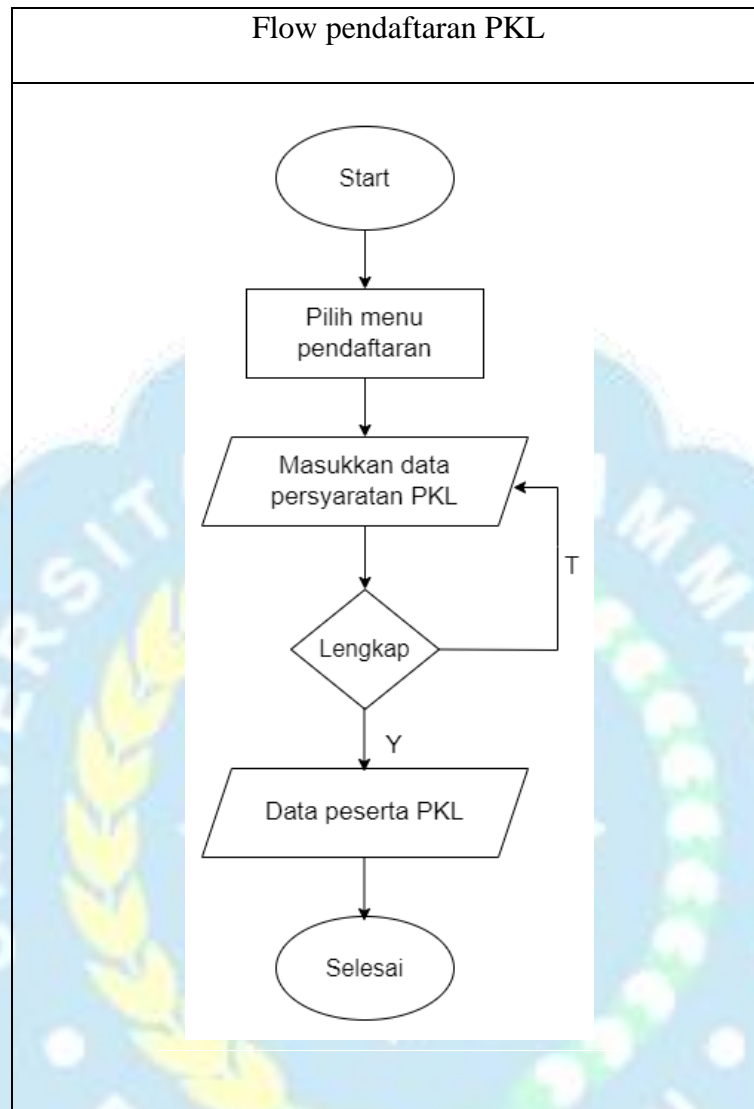 Flow pendaftaran PKL
Start
Pilih menu
pendaftaran
Masukkan data
persyaratan PKL
T
Lengkap
Y
Data peserta PKL
Selesai